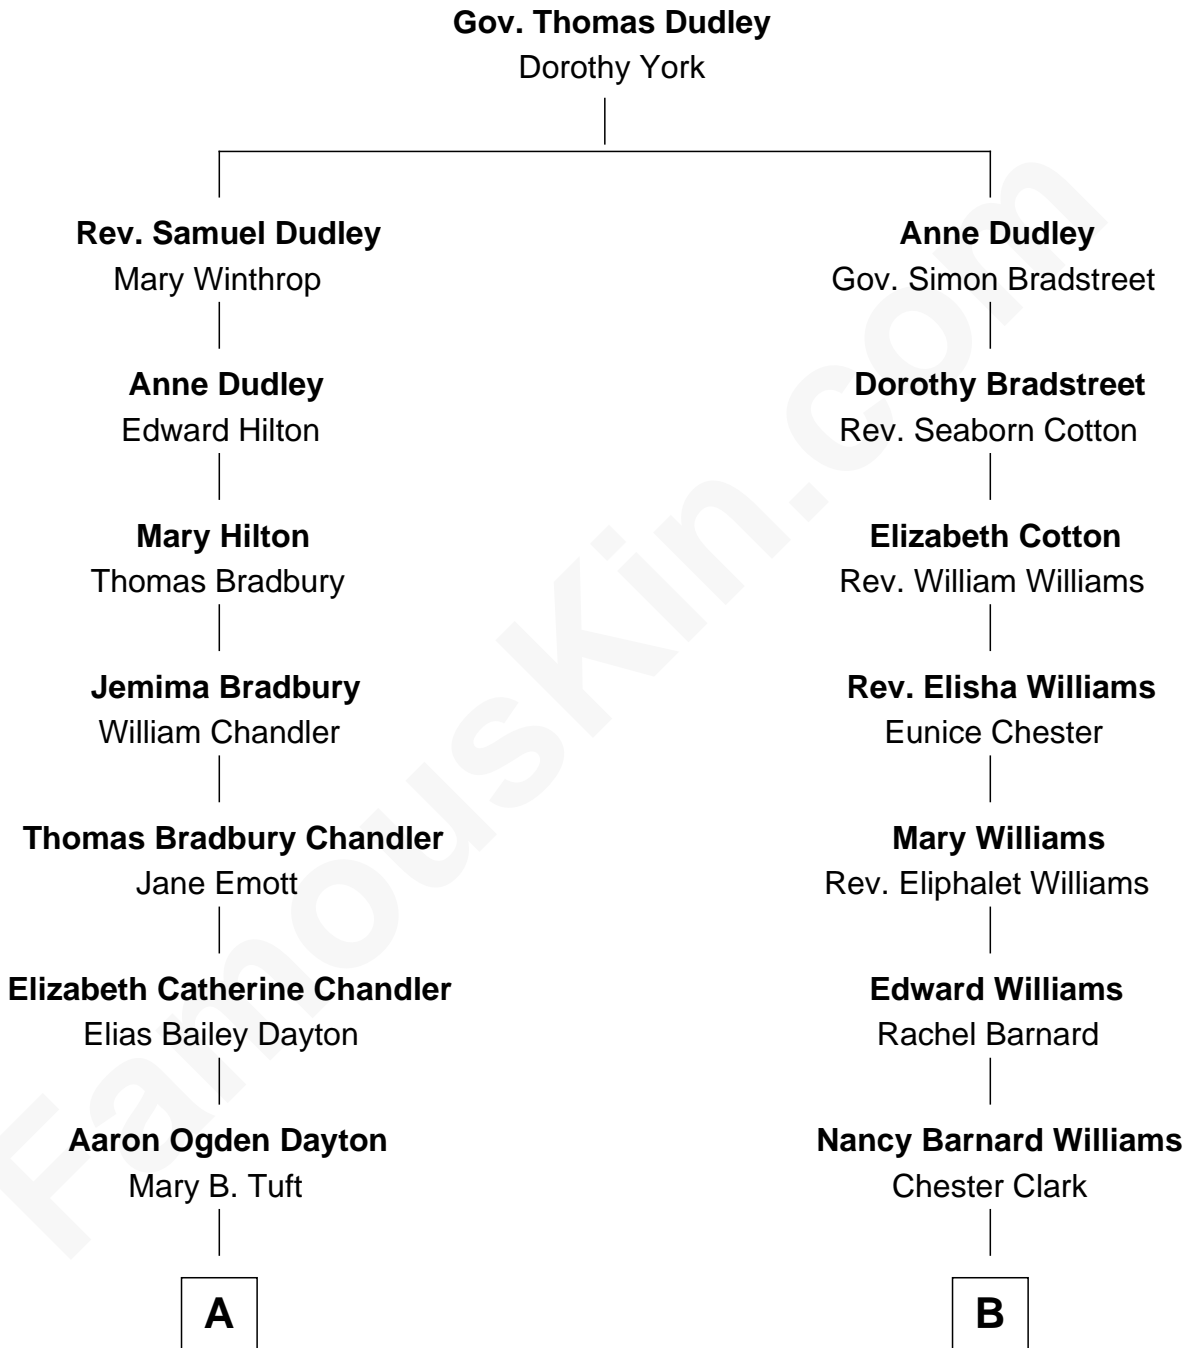 Gov. Thomas Dudley
Dorothy York
Rev. Samuel Dudley
Mary Winthrop
Anne Dudley
Gov. Simon Bradstreet
Anne Dudley
Edward Hilton
Dorothy Bradstreet
Rev. Seaborn Cotton
Mary Hilton
Thomas Bradbury
Elizabeth Cotton
Rev. William Williams
Jemima Bradbury
William Chandler
Rev. Elisha Williams
Eunice Chester
Thomas Bradbury Chandler
Jane Emott
Mary Williams
Rev. Eliphalet Williams
Elizabeth Catherine Chandler
Elias Bailey Dayton
Edward Williams
Rachel Barnard
Aaron Ogden Dayton
Mary B. Tuft
Nancy Barnard Williams
Chester Clark
A
B
FamousKin.com